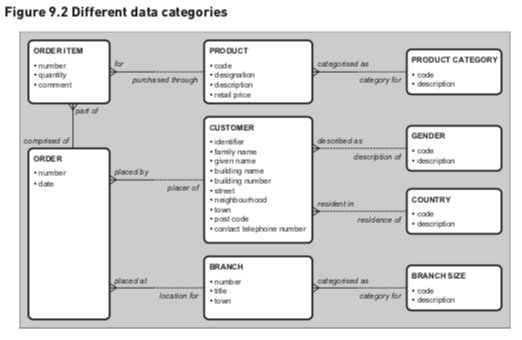 Figure 9.2 Different data categories
ORDER ITEM
• number
• quantity
• comment
for
purchased through
PRODUCT
• code
• designation
• description
• retail price
categorised as
category for
PRODUCT CATEGORY
• code
• description
part of
comprised of
ORDER
• number
• date
placed by
placer of
CUSTOMER
• identifier
• family name
• given name
• building name
• building number
• street
• neighbourhood
• town
• post code
• contact telephone number
described as
description of
GENDER
• code
• description
resident in
residence of
COUNTRY
• code
• description
placed at
location for
BRANCH
• number
• title
• town
categorised as
category for
BRANCH SIZE
• code
• description